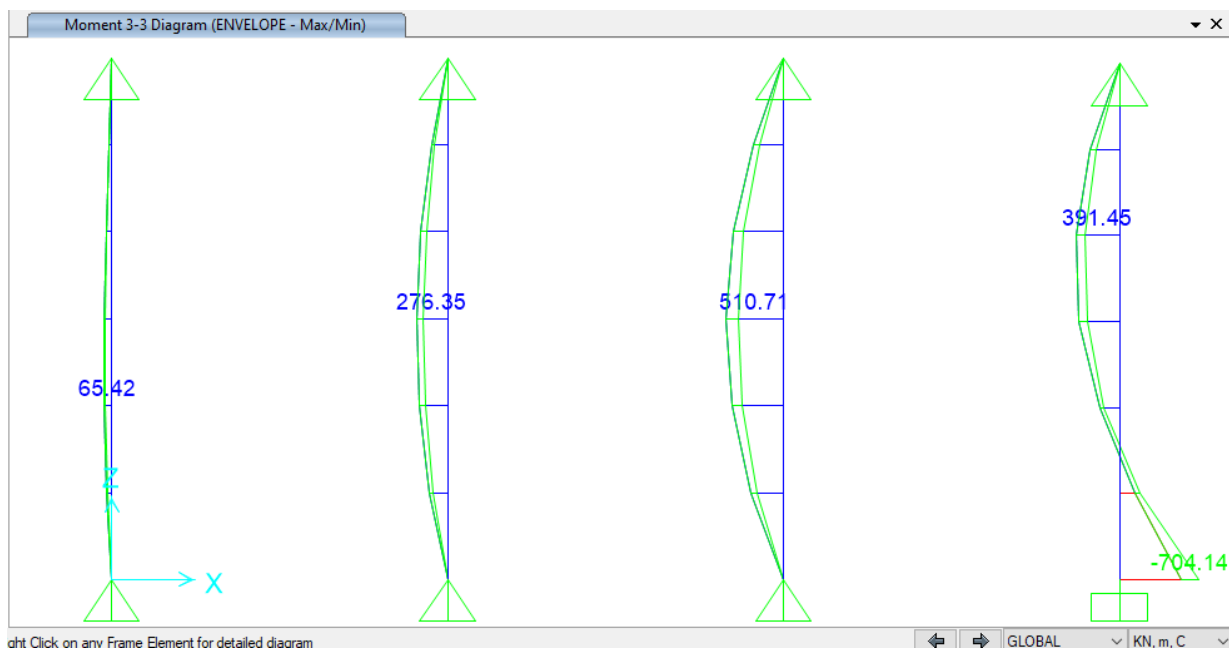 Moment 3-3 Diagram (ENVELOPE - Max/Min)
391.45
276.35
510.71
65.42
Z
X
-704.14
ght Click on any Frame Element for detailed diagram
GLOBAL
KN, m, C